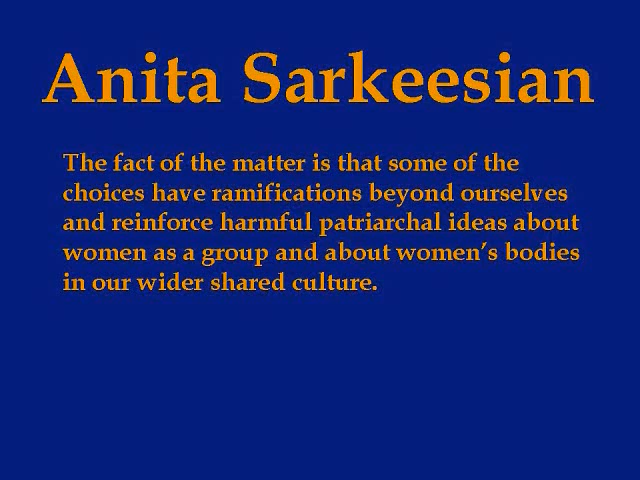 Anita Sarkeesian
The fact of the matter is that some of the
choices have ramifications beyond ourselves
and reinforce harmful patriarchal ideas about
women as a group and about women’s bodies
in our wider shared culture.